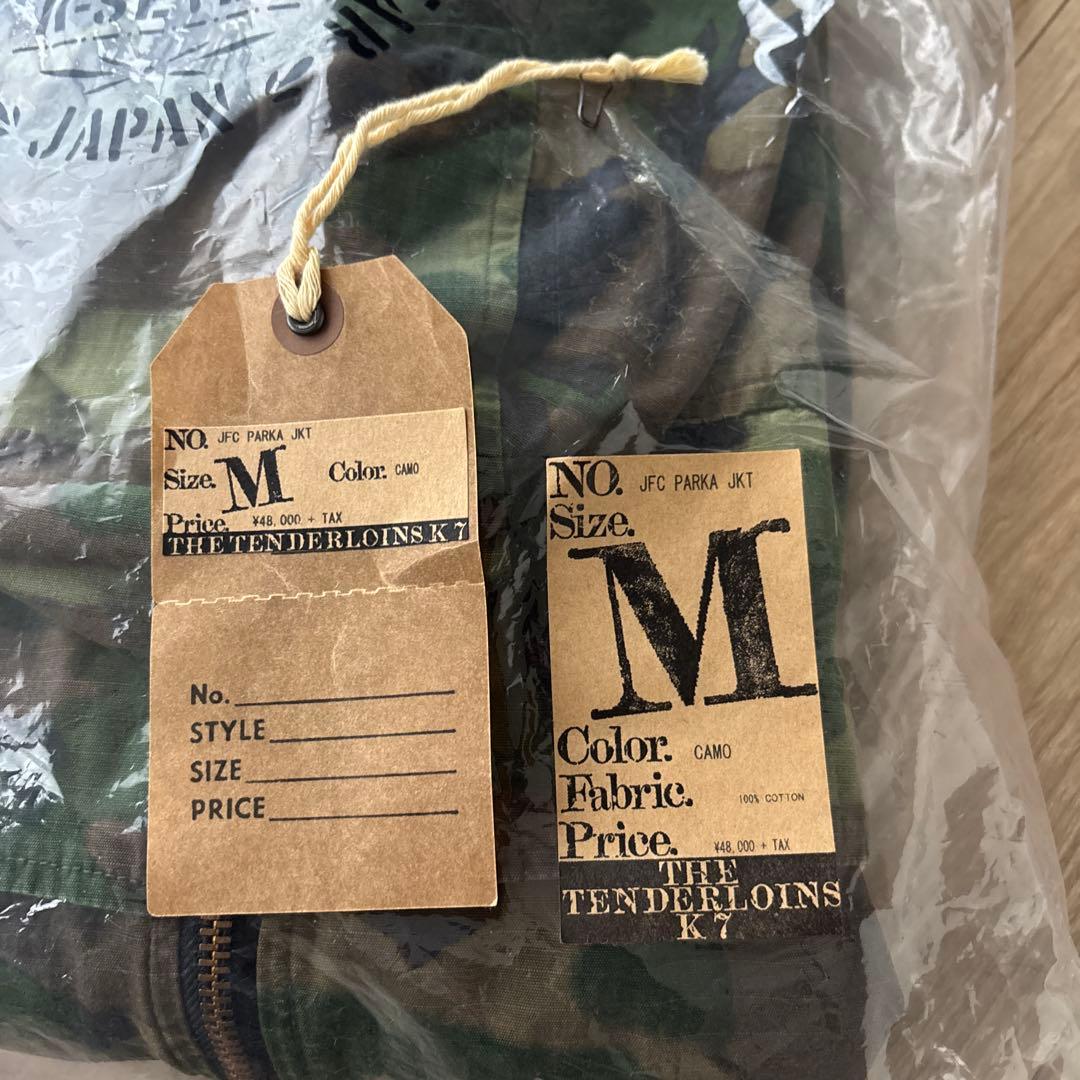 JAPAN
NO. JFC PARKA JKT
Size. M Color. CAMO
Price. ¥48,000 + TAX
THE TENDERLOINS K 7
No.
STYLE
SIZE
PRICE
NO. JFC PARKA JKT
Size.
M
Color. CAMO
Fabric. 100% COTTON
Price. ¥48,000 + TAX
THE
TENDERLOINS
K 7